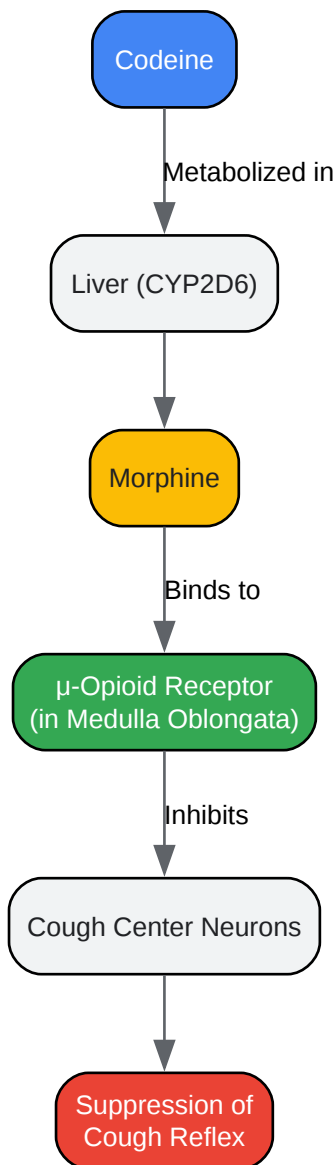 Codeine
Metabolized in
Liver (CYP2D6)
Morphine
Binds to
μ-Opioid Receptor
(in Medulla Oblongata)
Inhibits
Cough Center Neurons
Suppression of
Cough Reflex